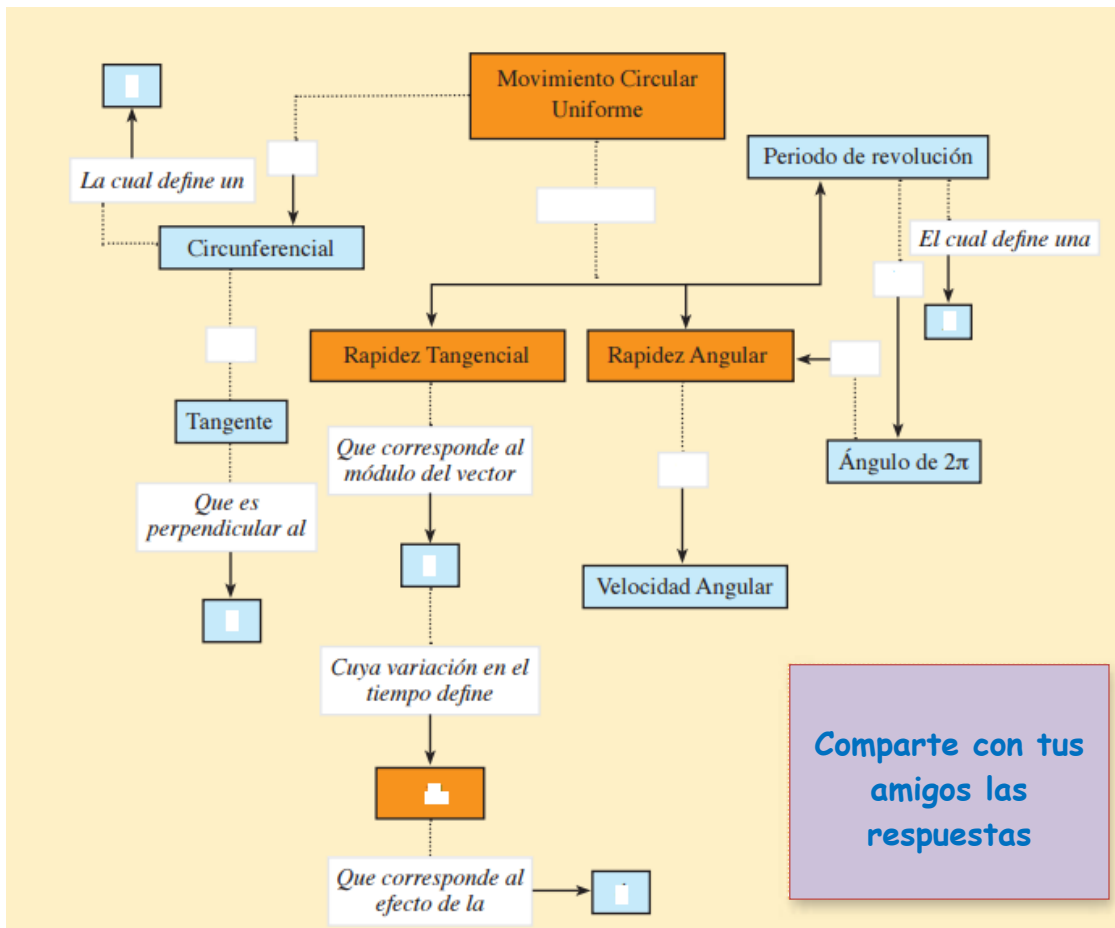 Movimiento Circular
Uniforme
Periodo de revolución
La cual define un
Circunferencial
El cual define una
Rapidez Tangencial
Rapidez Angular
Tangente
Que corresponde al
módulo del vector
Ángulo de 2π
Que es
perpendicular al
Velocidad Angular
Cuya variación en el
tiempo define
Comparte con tus
amigos las
respuestas
Que corresponde al
efecto de la